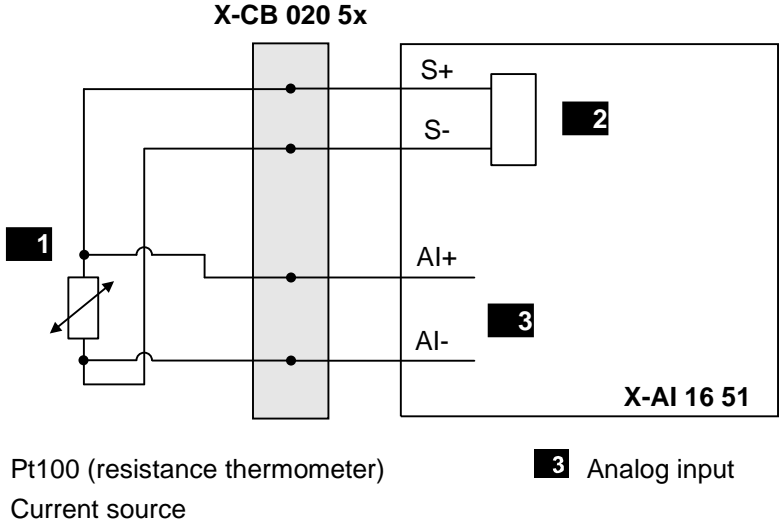 X-CB 020 5x
S+
2
S-
1
AI+
3
AI-
X-AI 16 51
Pt100 (resistance thermometer)
3 Analog input
Current source